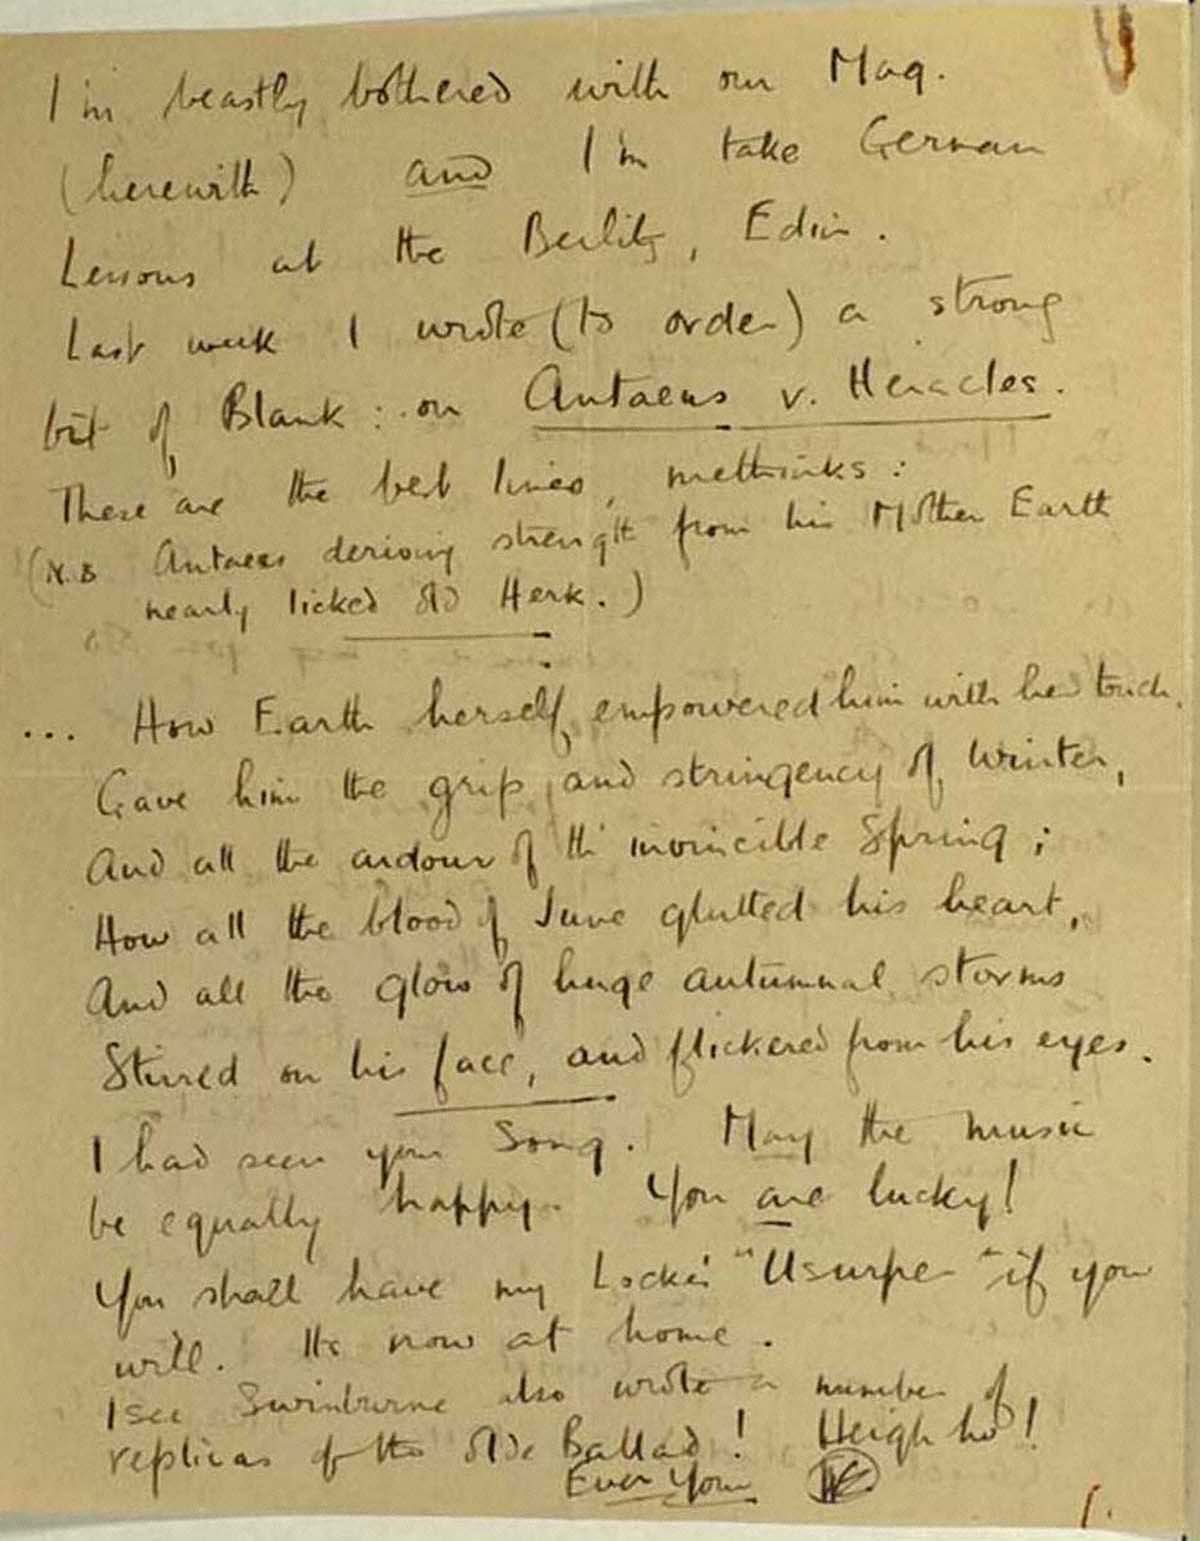 I'm beastly bothered with our Mag.
(herewith) and I'm take German
Lessons at the Berlitz, Edin.
Last week I wrote (to order) a strong
bit of Blank: on Antaeus v. Heracles.
These are the best lines, methinks:
(N.B Antaeus deriving strength from his Mother Earth
nearly licked old Herk.)
... How Earth herself empowered him with her touch,
Gave him the grip and stringency of Winter,
And all the ardour of th' invincible Spring;
How all the blood of June glutted his heart,
And all the glow of huge autumnal storms
Stirred on his face, and flickered from his eyes.
I had seen your Song. May the music
be equally happy. You are lucky!
You shall have my Locke's "Usurper" if you
will. Its now at home.
I see Swinburne also wrote a number of
replicas of the olde Ballad! Heigh ho!
Ever Yours